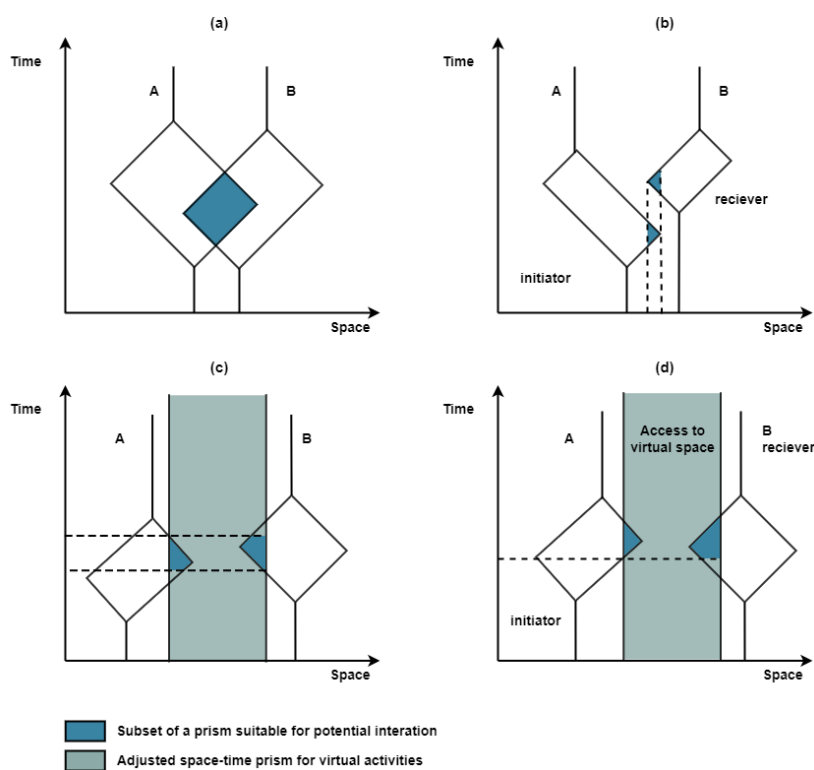 (a)
Time
A
B
Space
(b)
Time
A
B
reciever
initiator
Space
(c)
Time
A
B
Space
(d)
Time
A
Access to
virtual space
B
reciever
initiator
Space
Subset of a prism suitable for potential interation
Adjusted space-time prism for virtual activities